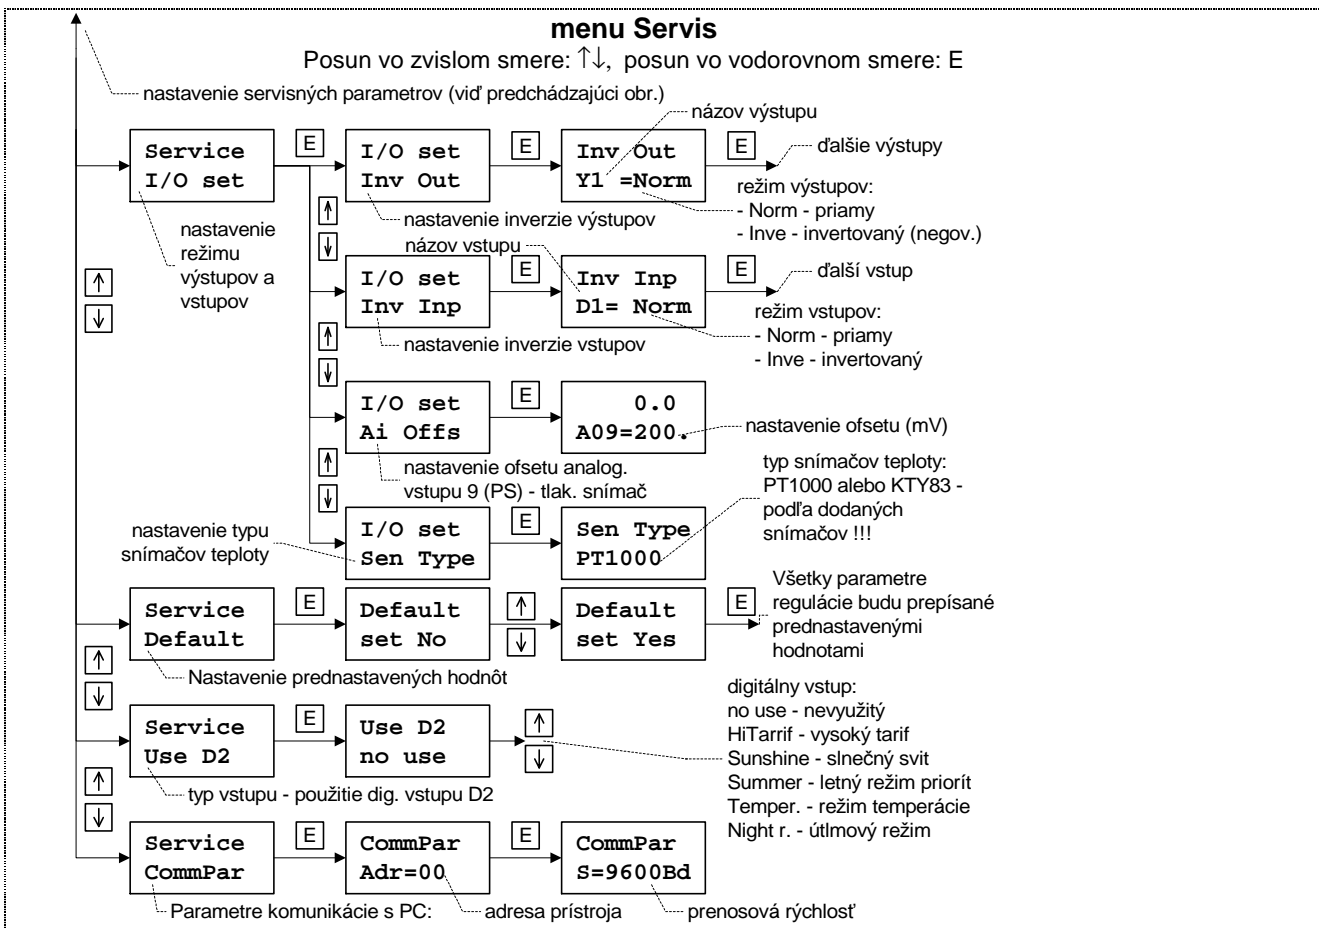 menu Servis
Posun vo zvislom smere: ↑↓, posun vo vodorovnom smere: E
nastavenie servisných parametrov (viď predchádzajúci obr.)
názov výstupu
Service
I/O set
E
I/O set
Inv Out
E
Inv Out
Y1 =Norm
E
ďalšie výstupy
nastavenie
režimu
výstupov a
vstupov
nastavenie inverzie výstupov
režim výstupov:
- Norm - priamy
- Inve - invertovaný (negov.)
↑
↓
↑
↓
názov vstupu
I/O set
Inv Inp
E
Inv Inp
D1= Norm
E
ďalší vstup
nastavenie inverzie vstupov
režim vstupov:
- Norm - priamy
- Inve - invertovaný
↑
↓
I/O set
Ai Offs
E
0.0
A09=200.
nastavenie ofsetu (mV)
nastavenie ofsetu analog.
vstupu 9 (PS) - tlak. snímač
↑
↓
typ snímačov teploty:
PT1000 alebo KTY83 -
podľa dodaných
snímačov !!!
nastavenie typu
snímačov teploty
I/O set
Sen Type
E
Sen Type
PT1000
Service
Default
E
Default
set No
↑
↓
Default
set Yes
E
Všetky parametre
regulácie budu prepísané
prednastavenými
hodnotami
Nastavenie prednastavených hodnôt
↑
↓
Service
Use D2
E
Use D2
no use
↑
↓
digitálny vstup:
no use - nevyužitý
HiTarrif - vysoký tarif
Sunshine - slnečný svit
Summer - letný režim priorít
Temper. - režim temperácie
Night r. - útlmový režim
typ vstupu - použitie dig. vstupu D2
↑
↓
Service
CommPar
E
CommPar
Adr=00
E
CommPar
S=9600Bd
Parametre komunikácie s PC:
adresa prístroja
prenosová rýchlosť